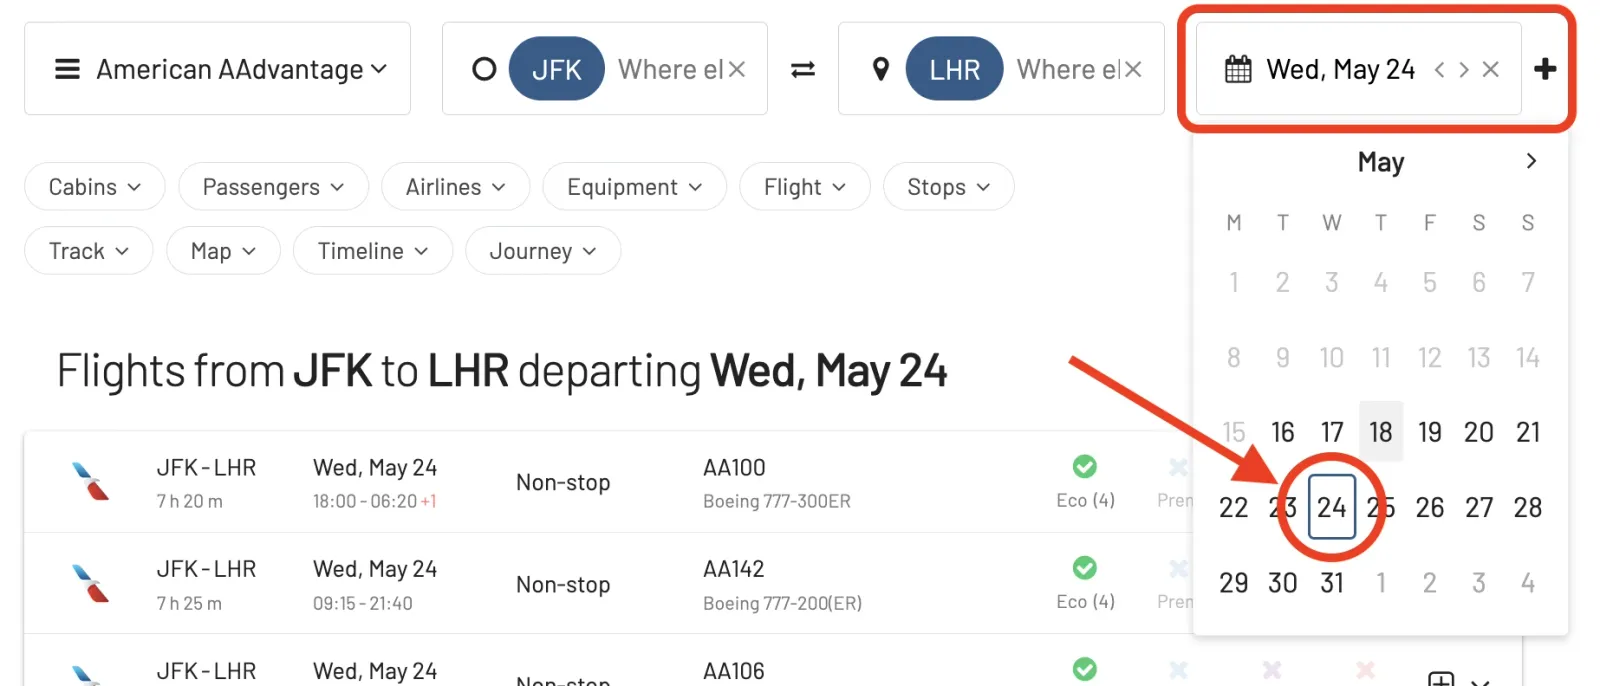 American AAdvantage
JFK Where el
LHR Where el
Wed, May 24
Cabins Passengers Airlines Equipment Flight Stops
Track Map Timeline Journey
May
M T W T F S S
1 2 3 4 5 6 7
8 9 10 11 12 13 14
15 16 17 18 19 20 21
22 23 24 25 26 27 28
29 30 31 1 2 3 4
Flights from JFK to LHR departing Wed, May 24
JFK - LHR Wed, May 24 Non-stop AA100
7 h 20 m 18:00 - 06:20 +1 Boeing 777-300ER Eco (4) Pren
JFK - LHR Wed, May 24 Non-stop AA142
7 h 25 m 09:15 - 21:40 Boeing 777-200(ER) Eco (4) Pren
JFK - LHR Wed, May 24 Non-stop AA106